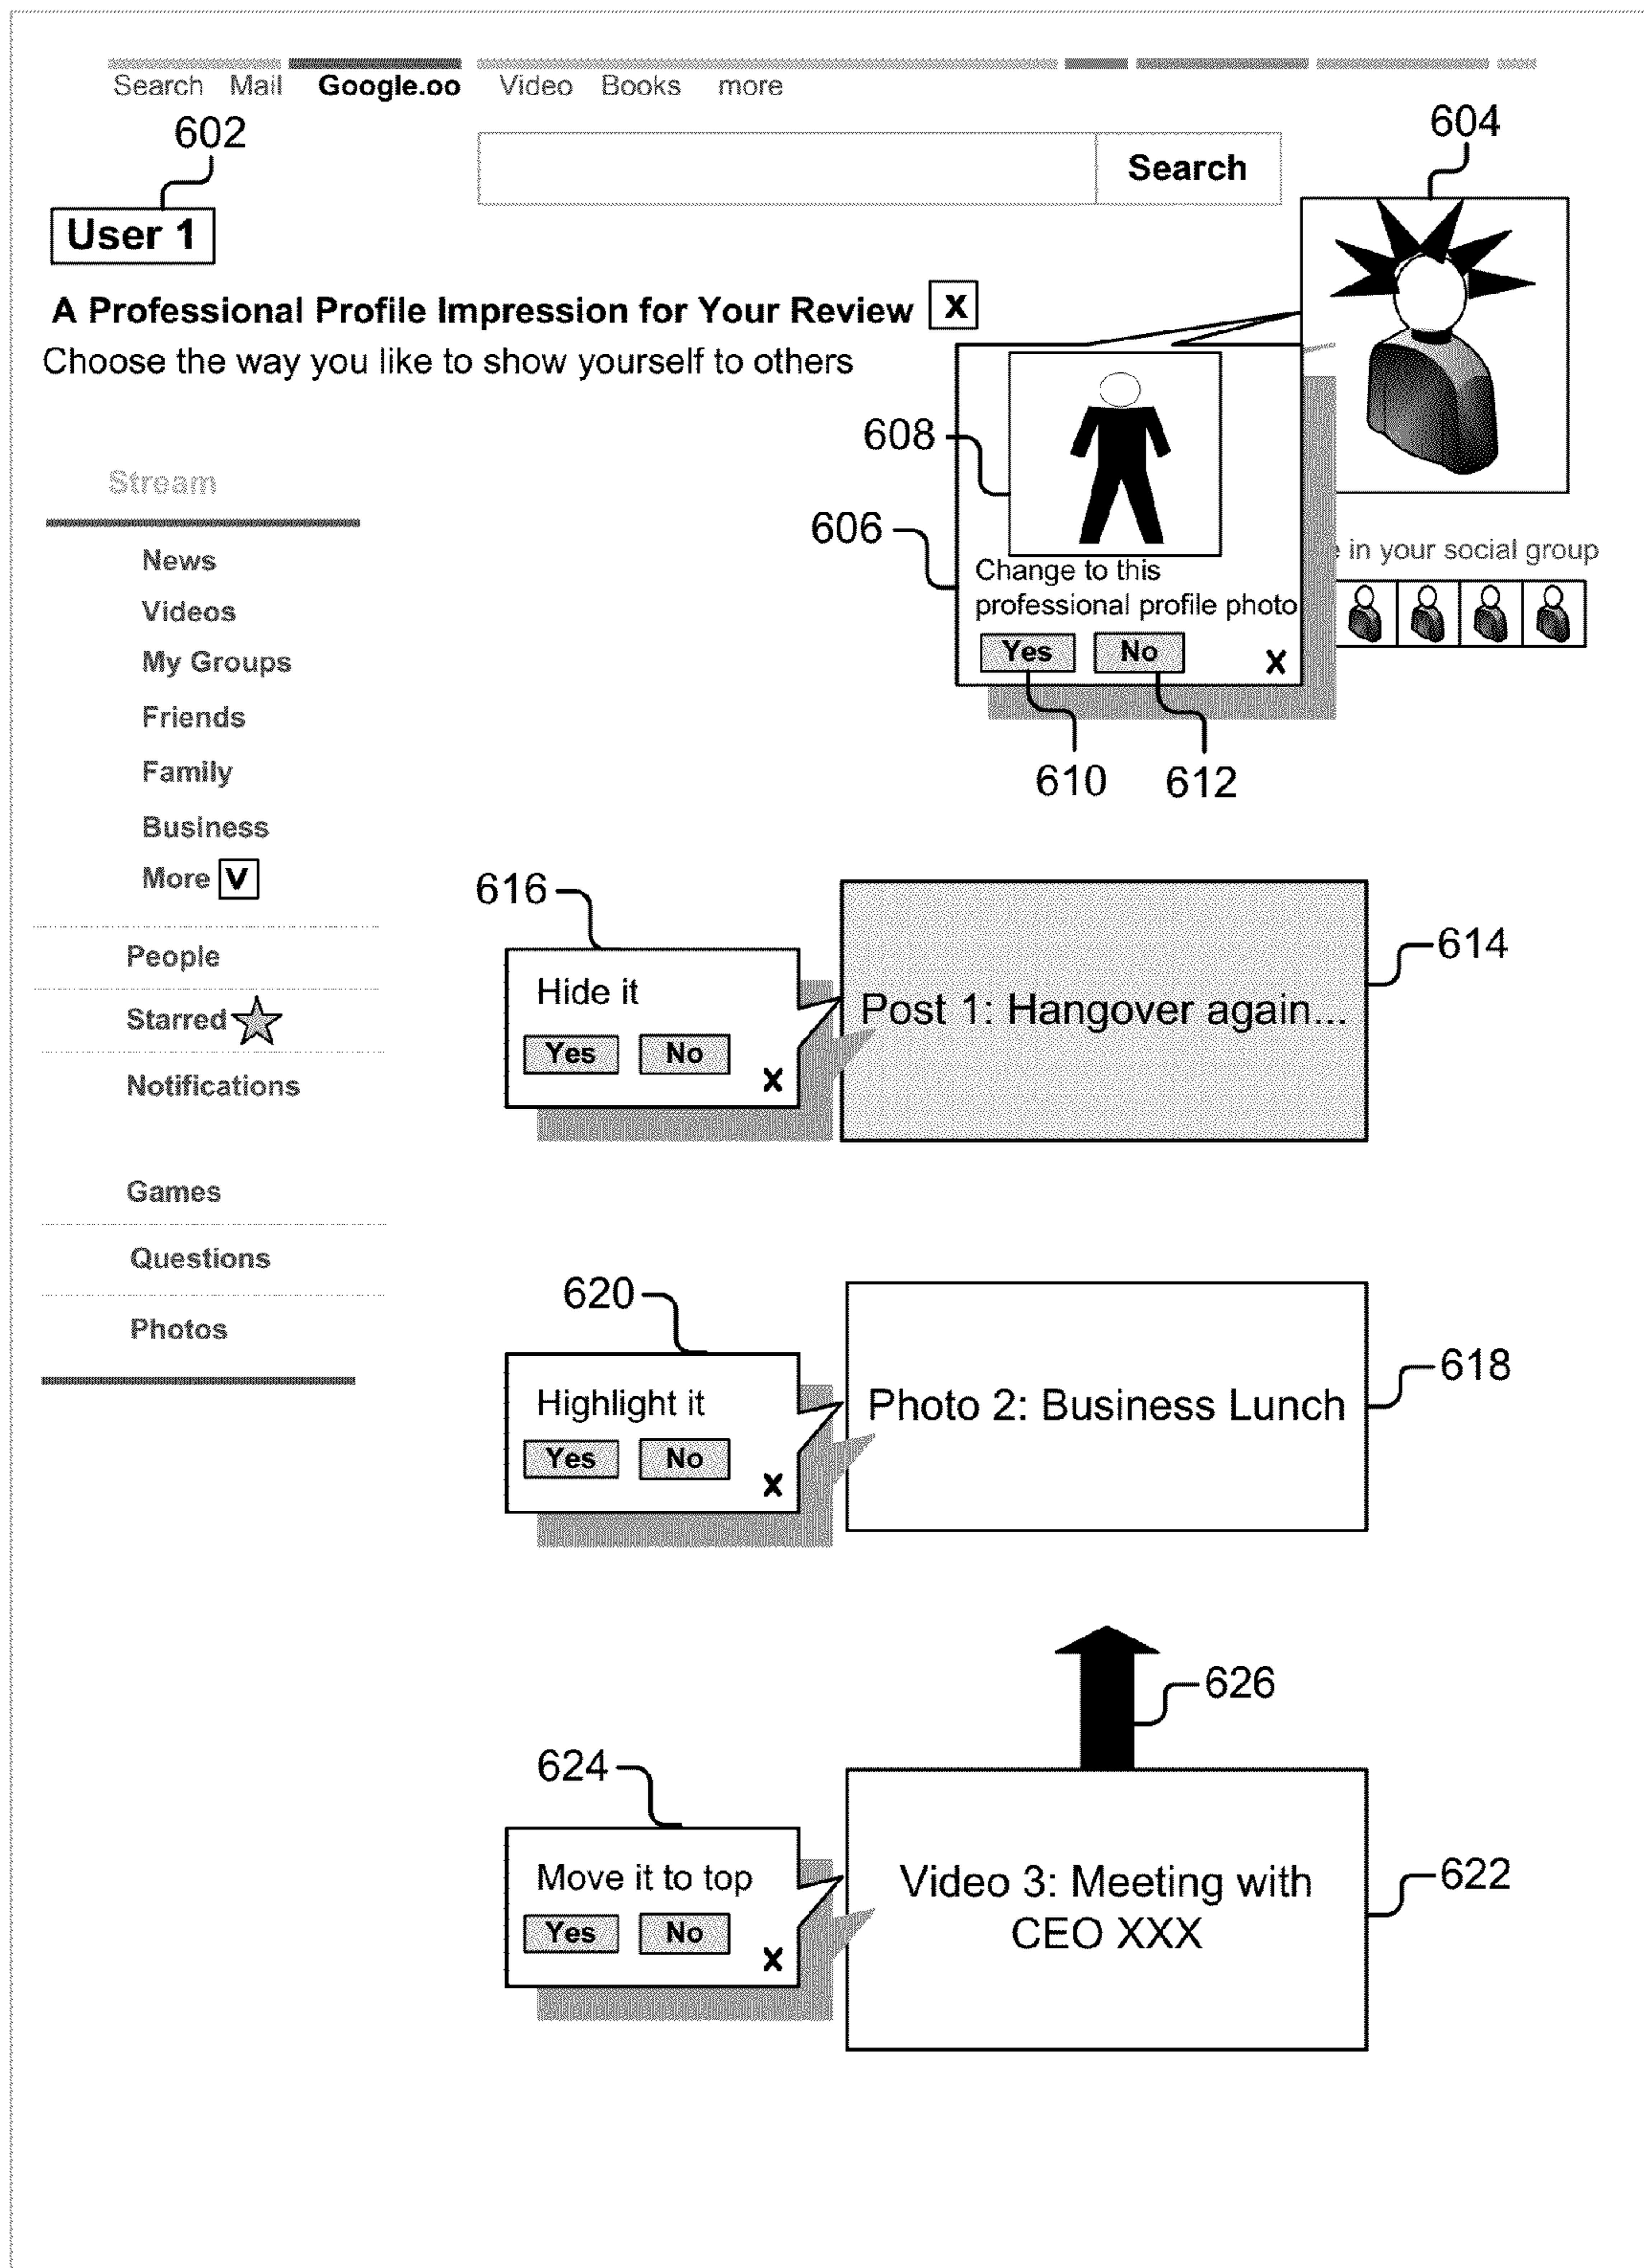 Search Mail Google.oo Video Books more
602
604
Search
User 1
A Professional Profile Impression for Your Review X
Choose the way you like to show yourself to others
608
606
Change to this
professional profile photo
Yes No X
610 612
in your social group
Stream
News
Videos
My Groups
Friends
Family
Business
More V
People
Starred
Notifications
Games
Questions
Photos
616
Hide it
Yes No
X
Post 1: Hangover again...
614
620
Highlight it
Yes No
X
Photo 2: Business Lunch
618
626
624
Move it to top
Yes No
X
Video 3: Meeting with
CEO XXX
622